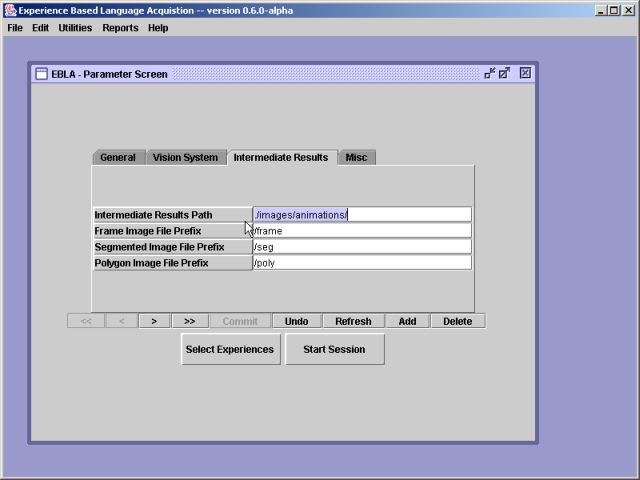 Experience Based Language Acquistion -- version 0.6.0-alpha
File Edit Utilities Reports Help
EBLA - Parameter Screen
General Vision System Intermediate Results Misc
Intermediate Results Path ./images/animations/
Frame Image File Prefix /frame
Segmented Image File Prefix /seg
Polygon Image File Prefix /poly
<< < > >> Commit Undo Refresh Add Delete
Select Experiences Start Session